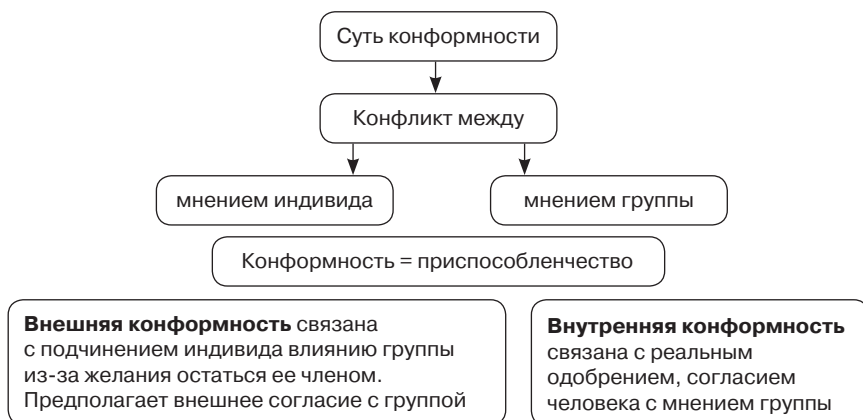 Суть конформности
Конфликт между
мнением индивида
мнением группы
Конформность = приспособленчество
Внешняя конформность связана
с подчинением индивида влиянию группы
из-за желания остаться ее членом.
Предполагает внешнее согласие с группой
Внутренняя конформность
связана с реальным
одобрением, согласием
человека с мнением группы